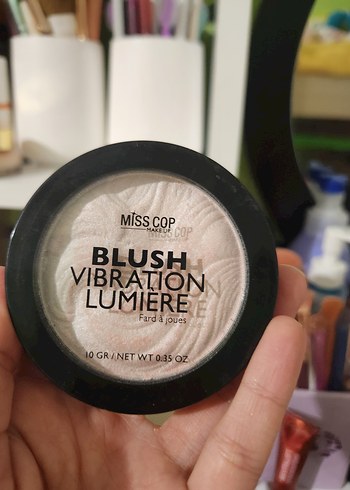 MISS COP
MAKE UP
BLUSH
VIBRATION
LUMIÈRE
Fard à joues
10 GR / NET WT 0.35 OZ.